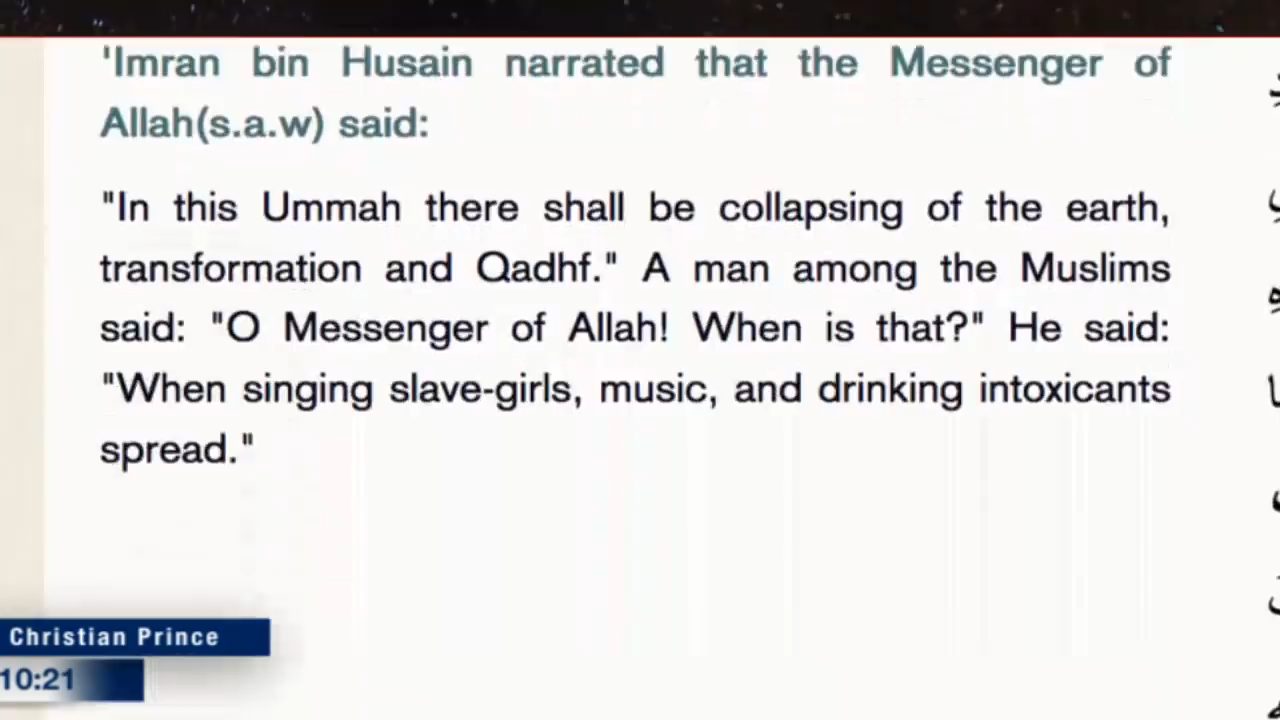 'Imran bin Husain narrated that the Messenger of
Allah(s.a.w) said:
"In this Ummah there shall be collapsing of the earth,
transformation and Qadhf." A man among the Muslims
said: "O Messenger of Allah! When is that?" He said:
"When singing slave-girls, music, and drinking intoxicants
spread."
Christian Prince
10:21